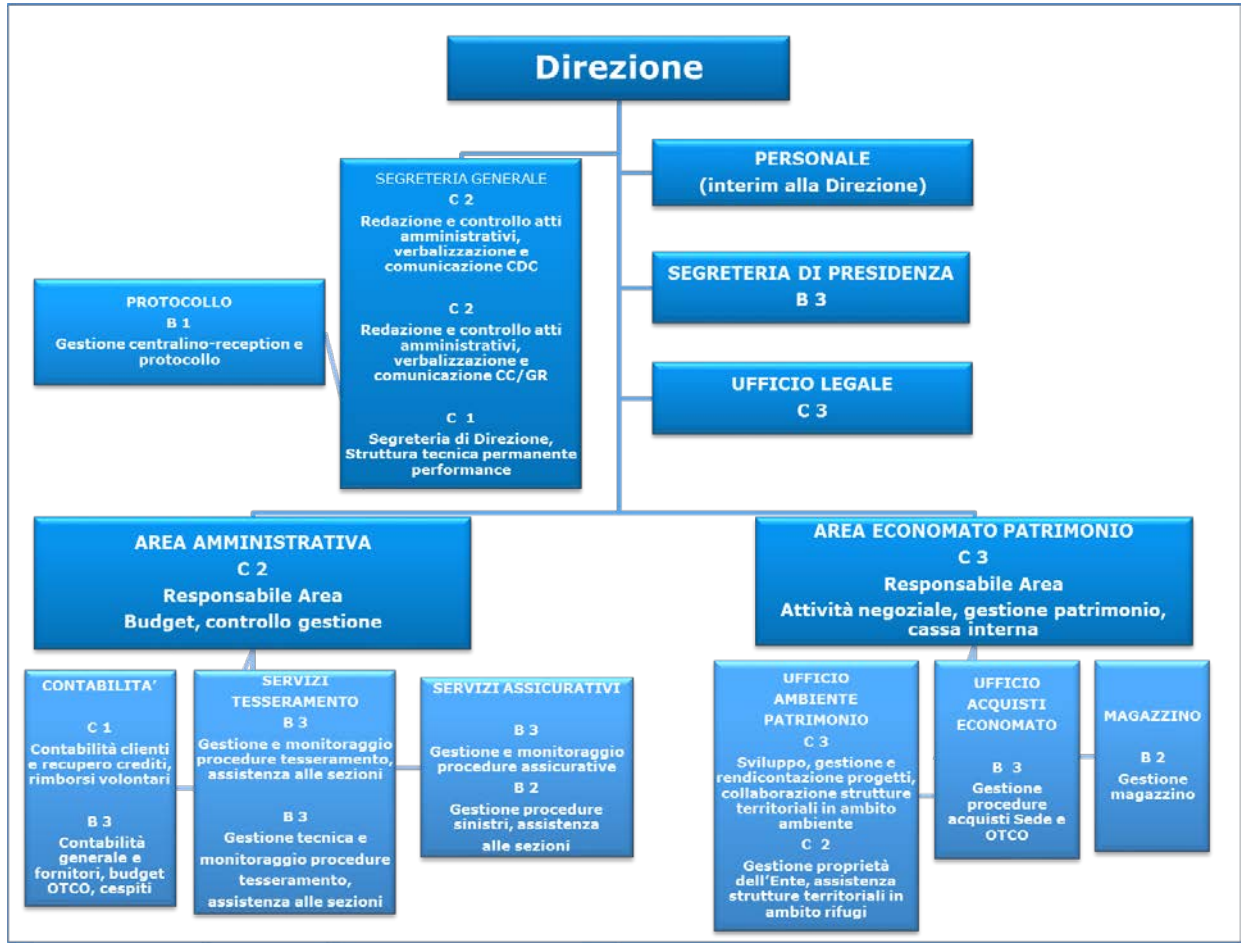 Direzione
PERSONALE
(interim alla Direzione)
SEGRETERIA GENERALE
C 2
Redazione e controllo atti
amministrativi,
verbalizzazione e
comunicazione CDC
C 2
Redazione e controllo atti
amministrativi,
verbalizzazione e
comunicazione CC/GR
C 1
Segreteria di Direzione,
Struttura tecnica permanente
performance
SEGRETERIA DI PRESIDENZA
B 3
PROTOCOLLO
B 1
Gestione centralino-reception e
protocollo
UFFICIO LEGALE
C 3
AREA AMMINISTRATIVA
C 2
Responsabile Area
Budget, controllo gestione
AREA ECONOMATO PATRIMONIO
C 3
Responsabile Area
Attività negoziale, gestione patrimonio,
cassa interna
CONTABILITA’
C 1
Contabilità clienti
e recupero crediti,
rimborsi volontari
B 3
Contabilità
generale e
fornitori, budget
OTCO, cespiti
SERVIZI
TESSERAMENTO
B 3
Gestione e monitoraggio
procedure tesseramento,
assistenza alle sezioni
B 3
Gestione tecnica e
monitoraggio procedure
tesseramento,
assistenza alle sezioni
SERVIZI ASSICURATIVI
B 3
Gestione e monitoraggio
procedure assicurative
B 2
Gestione procedure
sinistri, assistenza
alle sezioni
UFFICIO
AMBIENTE
PATRIMONIO
C 3
Sviluppo, gestione e
rendicontazione progetti,
collaborazione strutture
territoriali in ambito
ambiente
C 2
Gestione proprietà
dell’Ente, assistenza
strutture territoriali in
ambito rifugi
UFFICIO
ACQUISTI
ECONOMATO
B 3
Gestione
procedure
acquisti Sede e
OTCO
MAGAZZINO
B 2
Gestione
magazzino